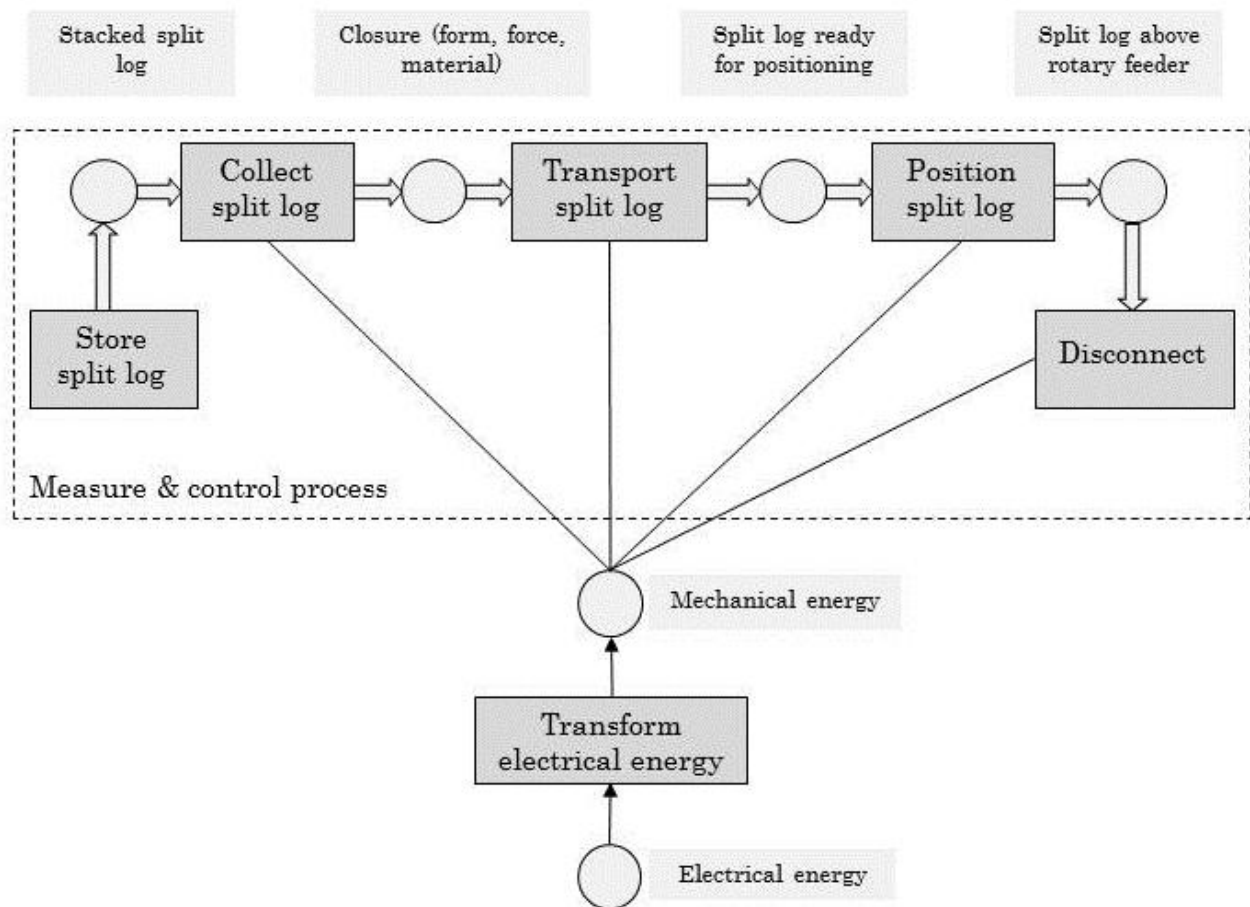 Stacked split
log
Closure (form, force,
material)
Split log ready
for positioning
Split log above
rotary feeder
Collect
split log
Transport
split log
Position
split log
Store
split log
Disconnect
Measure & control process
Mechanical energy
Transform
electrical energy
Electrical energy